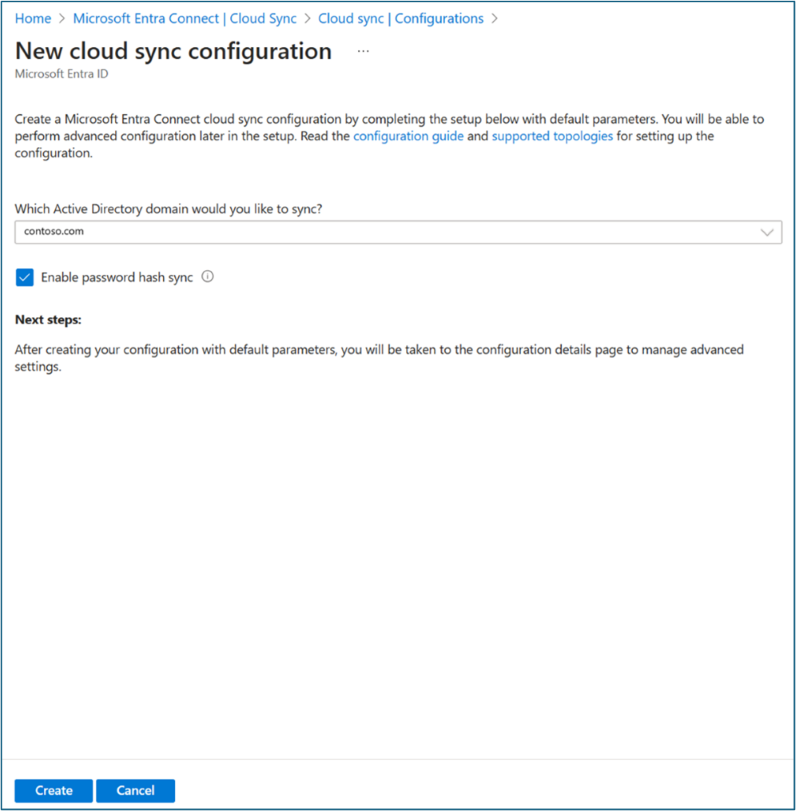 Home > Microsoft Entra Connect | Cloud Sync > Cloud sync | Configurations >
New cloud sync configuration ...
Microsoft Entra ID
Create a Microsoft Entra Connect cloud sync configuration by completing the setup below with default parameters. You will be able to
perform advanced configuration later in the setup. Read the configuration guide and supported topologies for setting up the
configuration.
Which Active Directory domain would you like to sync?
contoso.com
Enable password hash sync
Next steps:
After creating your configuration with default parameters, you will be taken to the configuration details page to manage advanced
settings.
Create Cancel